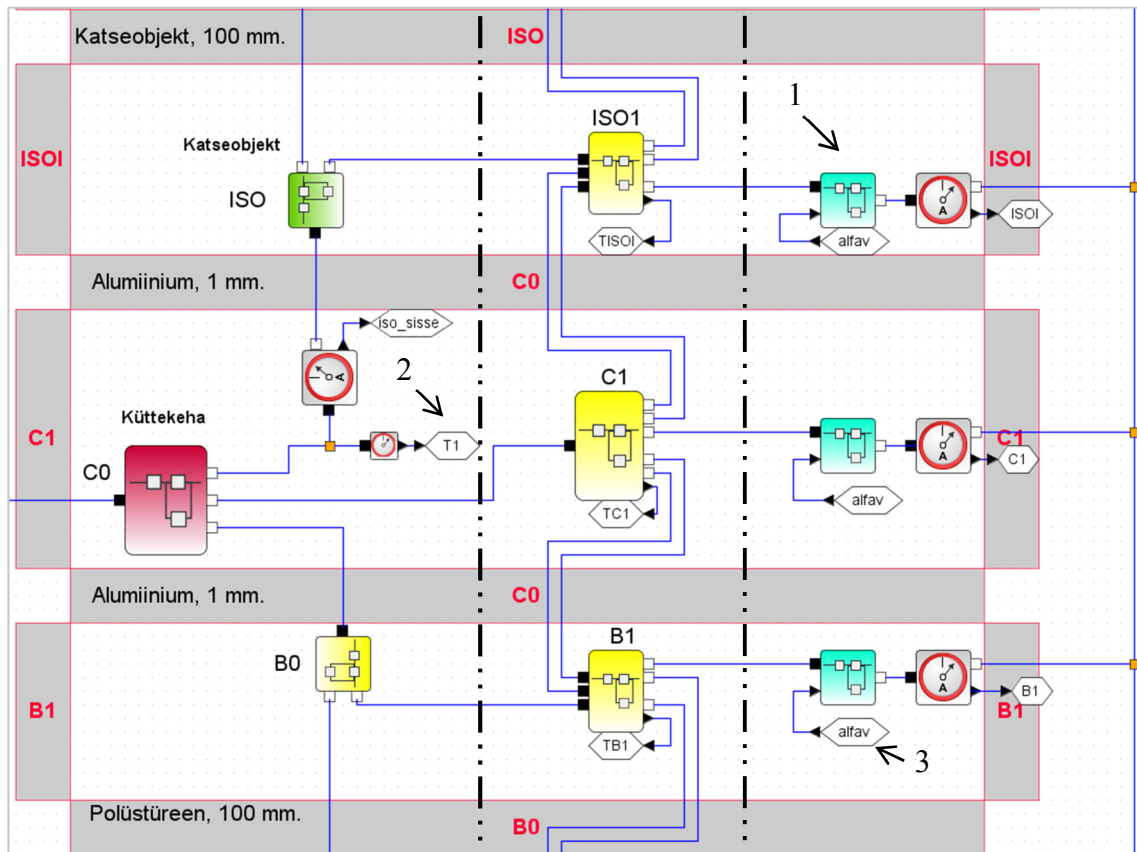 Katseobjekt, 100 mm.
ISO
1
ISO1
Katseobjekt
ISOI
ISOI
ISO
ISOI
TISOI
alfav
Alumiinium, 1 mm.
C0
iso_sisse
A
2
C1
Küttekeha
C1
T1
C1
C1
C0
A
alfav
TC1
Alumiinium, 1 mm.
C0
B1
B0
A
B1
B1
B1
alfav
TB1
3
Polüstüreen, 100 mm.
B0